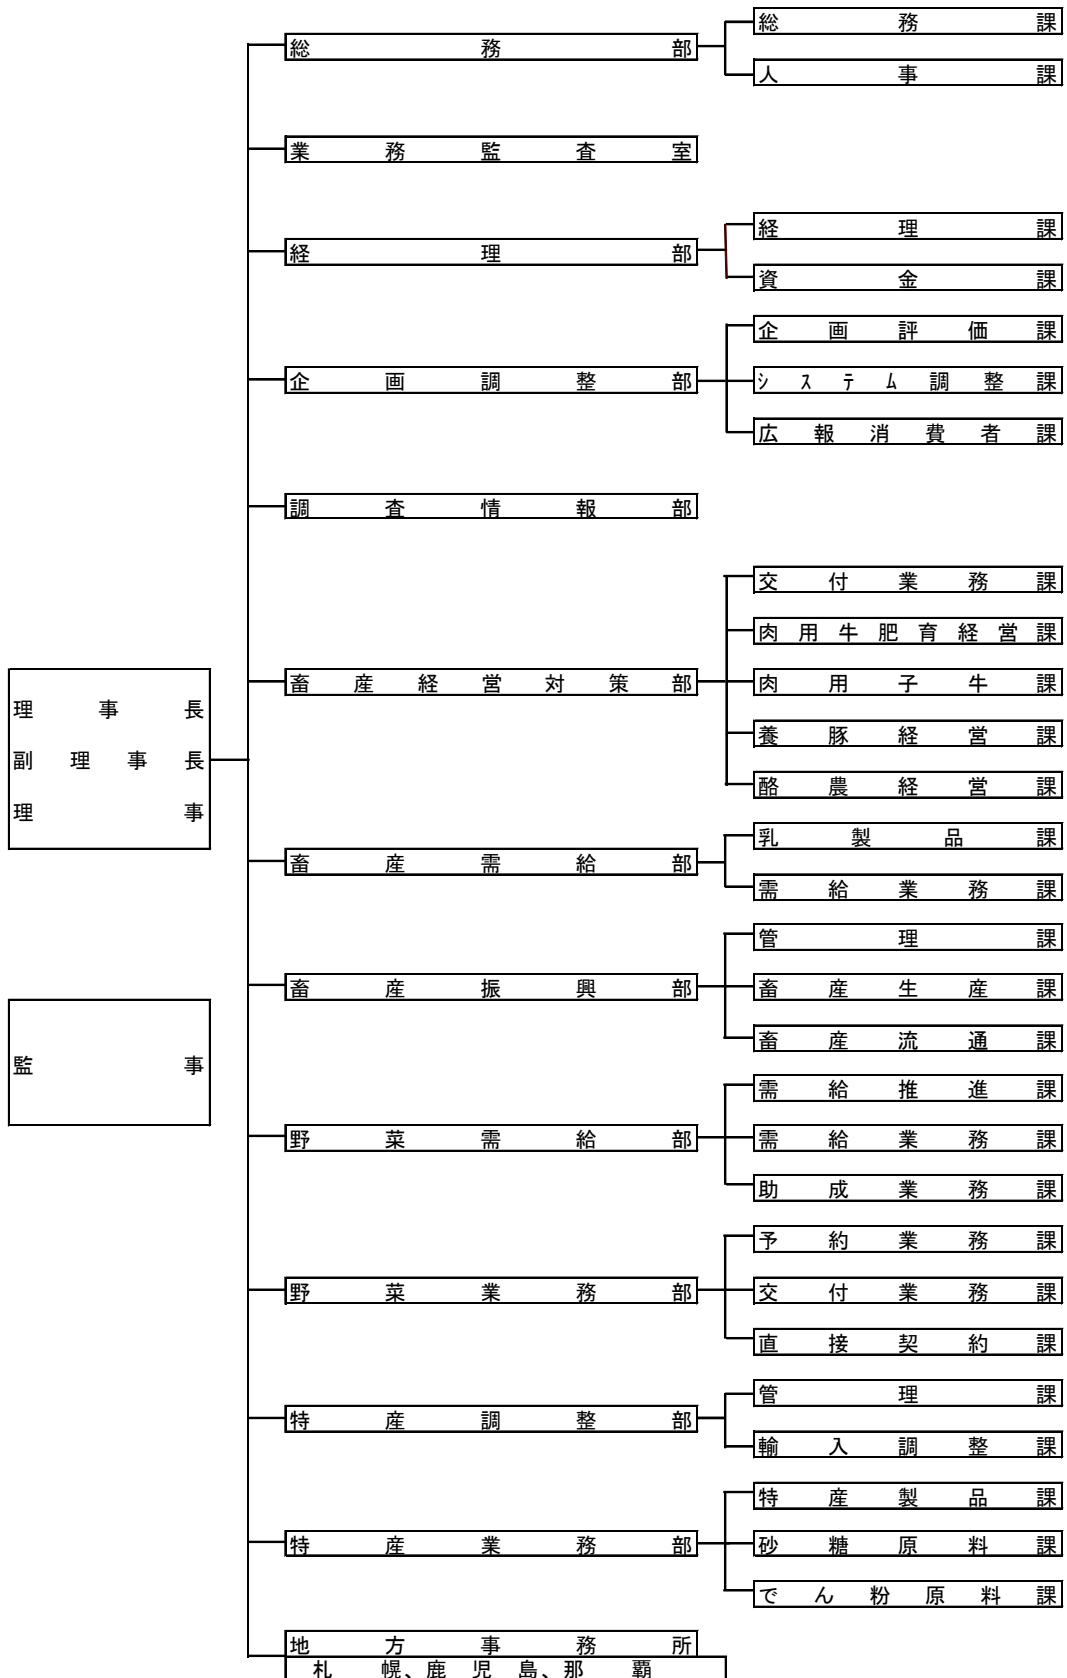 理事長
副理事長
理事
監事
総務部
総務課
人事課
業務監査室
経理部
経理課
資金課
企画調整部
企画評価課
ｼｽﾃﾑ調整課
広報消費者課
調査情報部
畜産経営対策部
交付業務課
肉用牛肥育経営課
肉用子牛課
養豚経営課
酪農経営課
畜産需給部
乳製品課
需給業務課
畜産振興部
管理課
畜産生産課
畜産流通課
野菜需給部
需給推進課
需給業務課
助成業務課
野菜業務部
予約業務課
交付業務課
直接契約課
特産調整部
管理課
輸入調整課
特産業務部
特産製品課
砂糖原料課
でん粉原料課
地方事務所
札幌、鹿児島、那覇